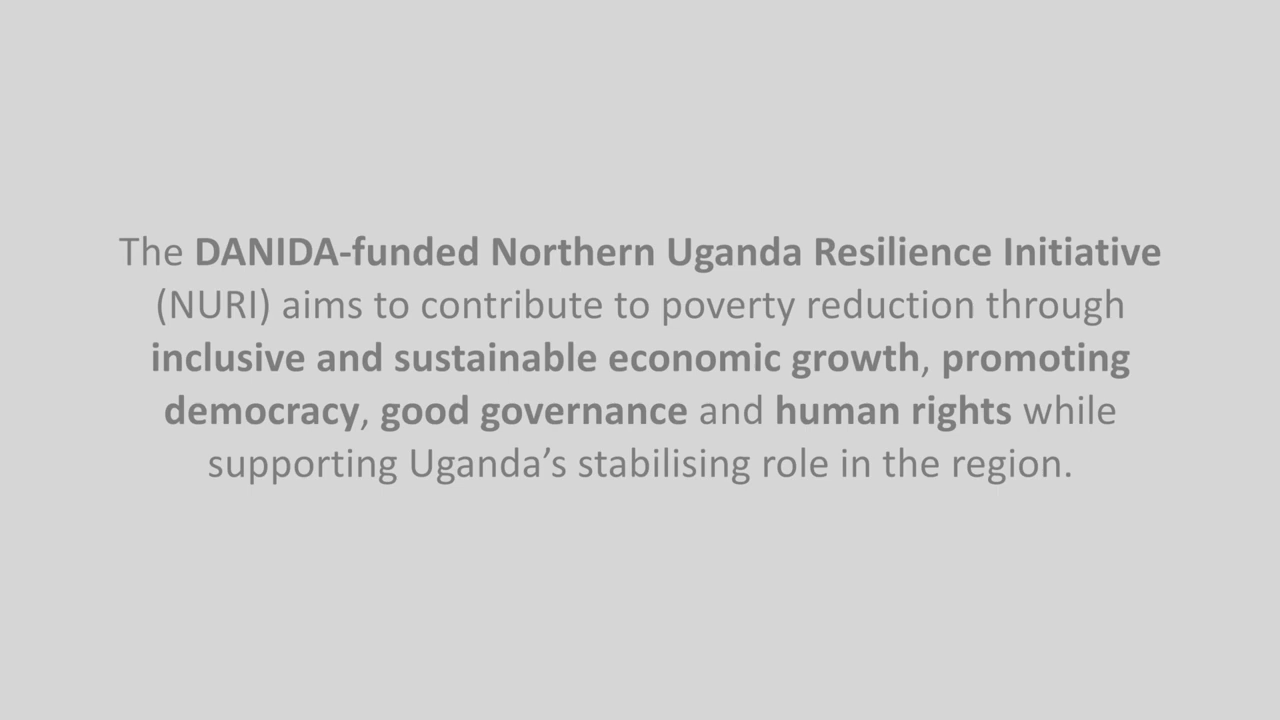 The DANIDA-funded Northern Uganda Resilience Initiative
(NURI) aims to contribute to poverty reduction through
inclusive and sustainable economic growth, promoting
democracy, good governance and human rights while
supporting Uganda’s stabilising role in the region.